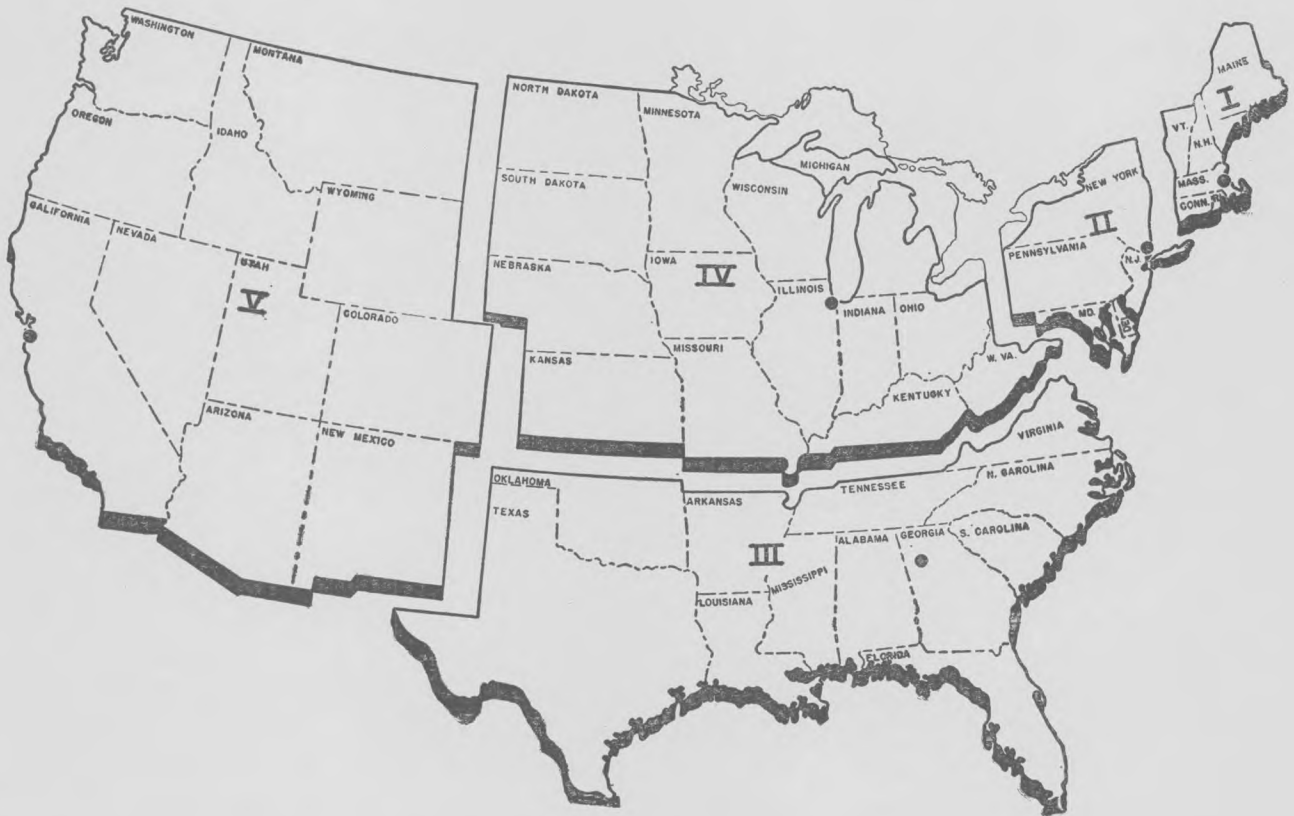 WASHINGTON
MONTANA
OREGON
IDAHO
WYOMING
CALIFORNIA
NEVADA
UTAH
V
COLORADO
ARIZONA
NEW MEXICO
NORTH DAKOTA
MINNESOTA
SOUTH DAKOTA
WISCONSIN
MICHIGAN
NEBRASKA
IOWA
IV
ILLINOIS
INDIANA
OHIO
KANSAS
MISSOURI
W. VA.
KENTUCKY
MAINE
I
VT.
N.H.
MASS.
CONN.
NEW YORK
II
PENNSYLVANIA
N.J.
MD.
VIRGINIA
OKLAHOMA
TEXAS
ARKANSAS
TENNESSEE
N. CAROLINA
S. CAROLINA
ALABAMA
GEORGIA
III
MISSISSIPPI
LOUISIANA
FLORIDA